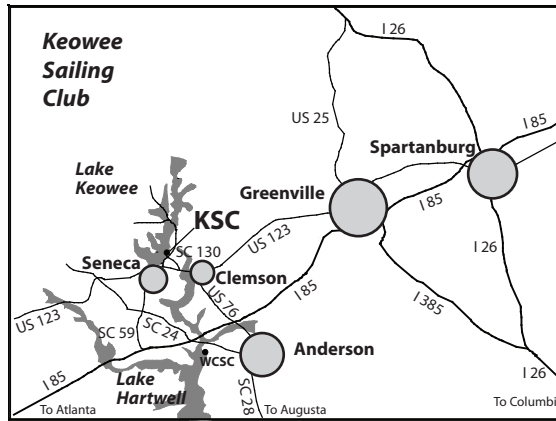 Keowee
Sailing
Club
I 26
US 25
I 85
Spartanburg
Lake
Keowee
Greenville
I 85
KSC
US 123
SC 130
I 26
Seneca
Clemson
US 76
I 85
I 385
US 123
SC 59
SC 24
Anderson
WCSC
I 85
Lake
Hartwell
SC 28
I 26
To Atlanta
To Augusta
To Columbi